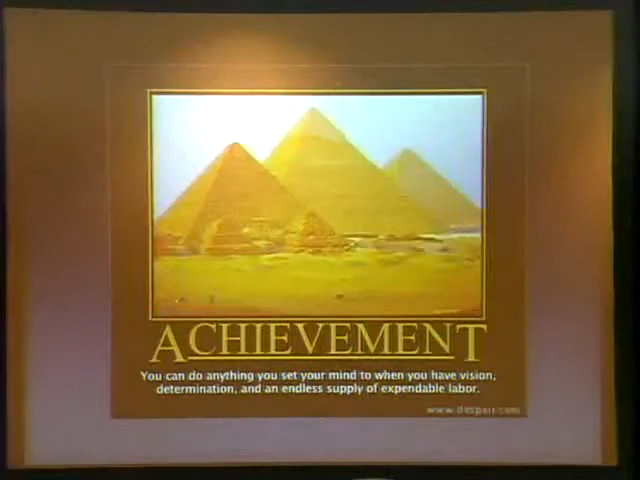 ACHIEVEMENT
You can do anything you set your mind to when you have vision,
determination, and an endless supply of expendable labor.
www.despair.com